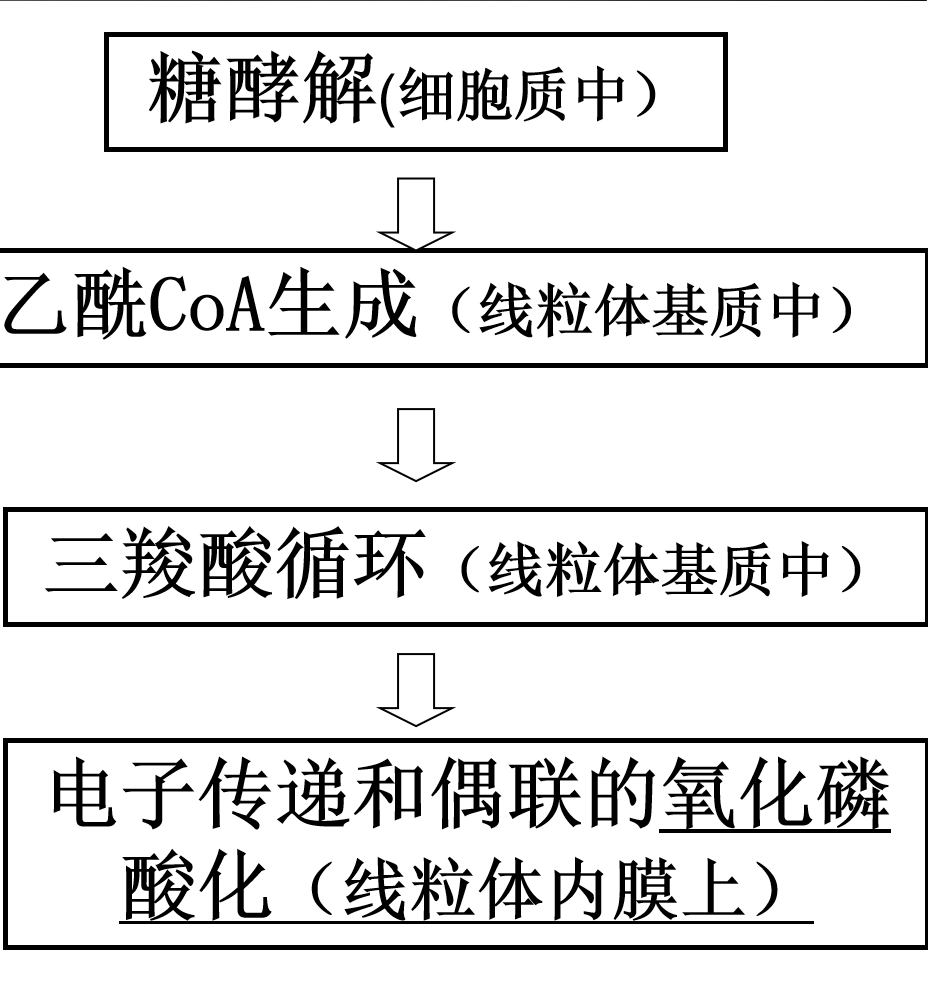 糖酵解(细胞质中）
乙酰CoA生成（线粒体基质中）
三羧酸循环（线粒体基质中）
电子传递和偶联的氧化磷
酸化（线粒体内膜上）